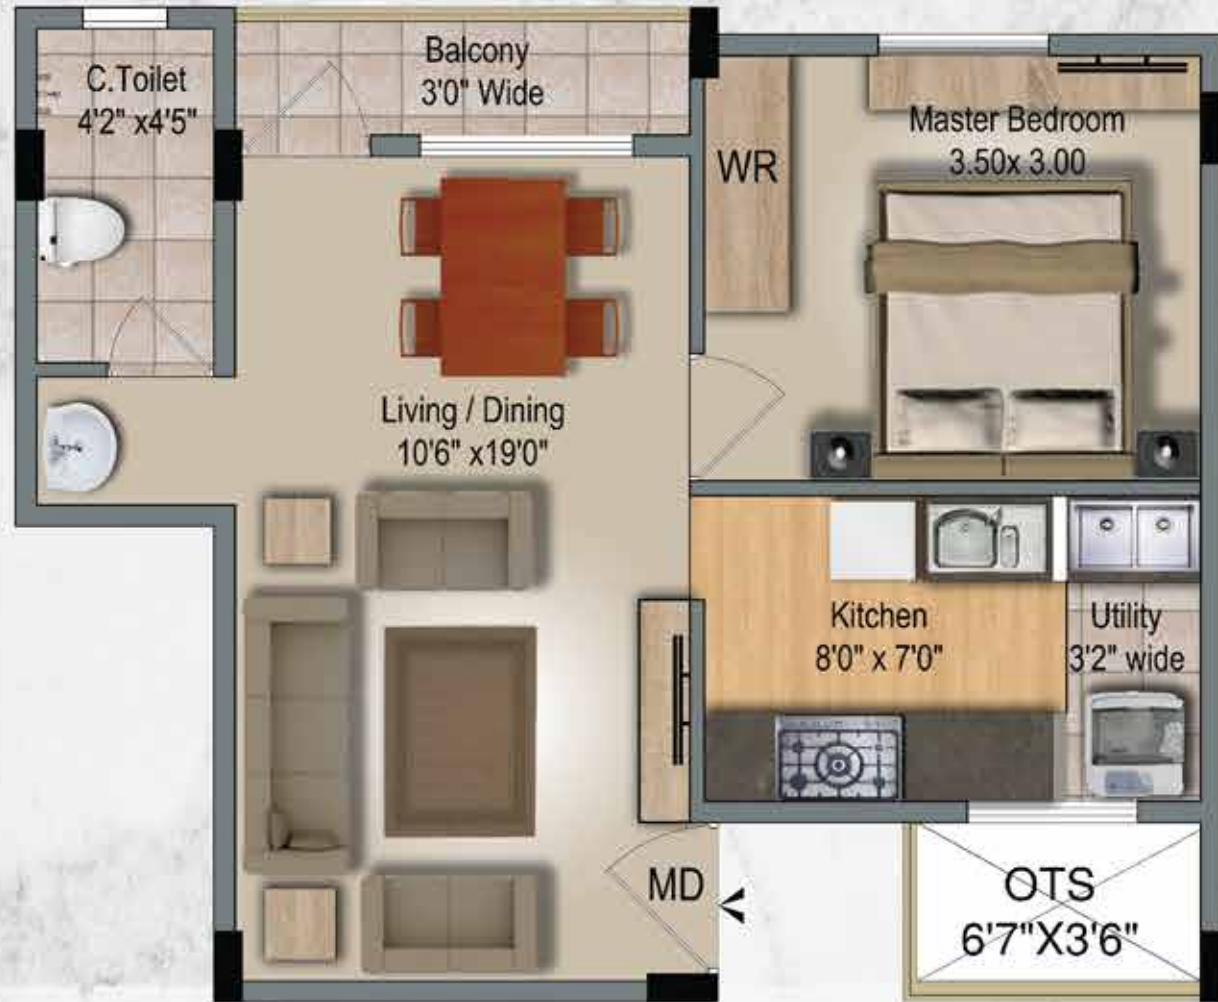 C.Toilet
4'2" x4'5"
Balcony
3'0" Wide
WR
Master Bedroom
3.50x 3.00
Living / Dining
10'6" x19'0"
Kitchen
8'0" x 7'0"
Utility
3'2" wide
MD
OTS
6'7"X3'6"